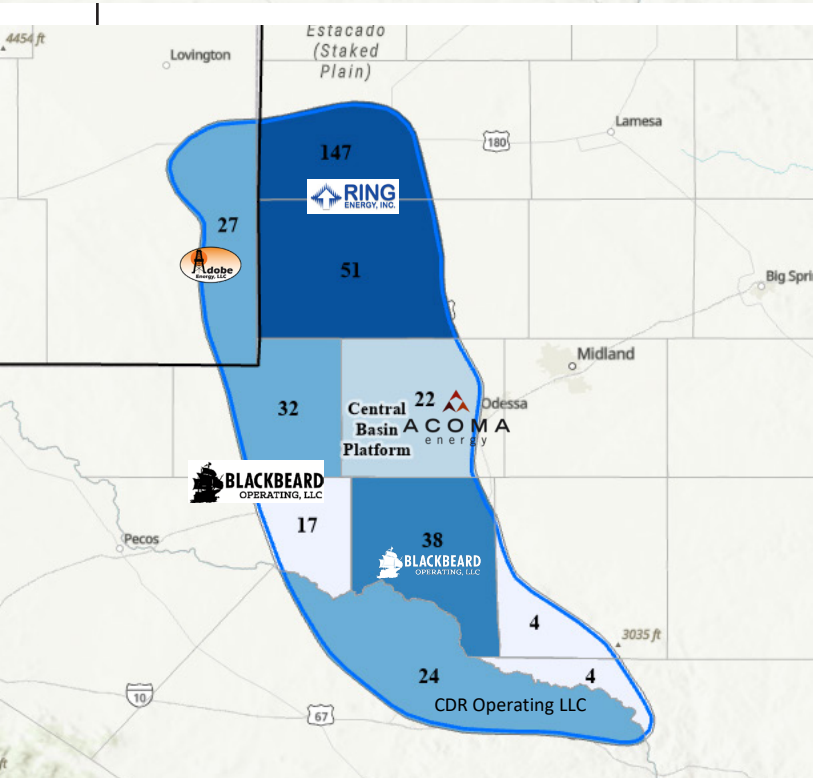 4454 ft
Lovington
Estacado
(Staked
Plain)
180
Lamesa
147
RING
ENERGY, INC.
27
Adobe
Energy, LLC
51
Big Spri
Midland
32
Central
Basin
Platform
22
ACOMA
energy
Odessa
BLACKBEARD
OPERATING, LLC
17
38
BLACKBEARD
OPERATING, LLC
Pecos
4
3035 ft
24
4
CDR Operating LLC
10
67
ft